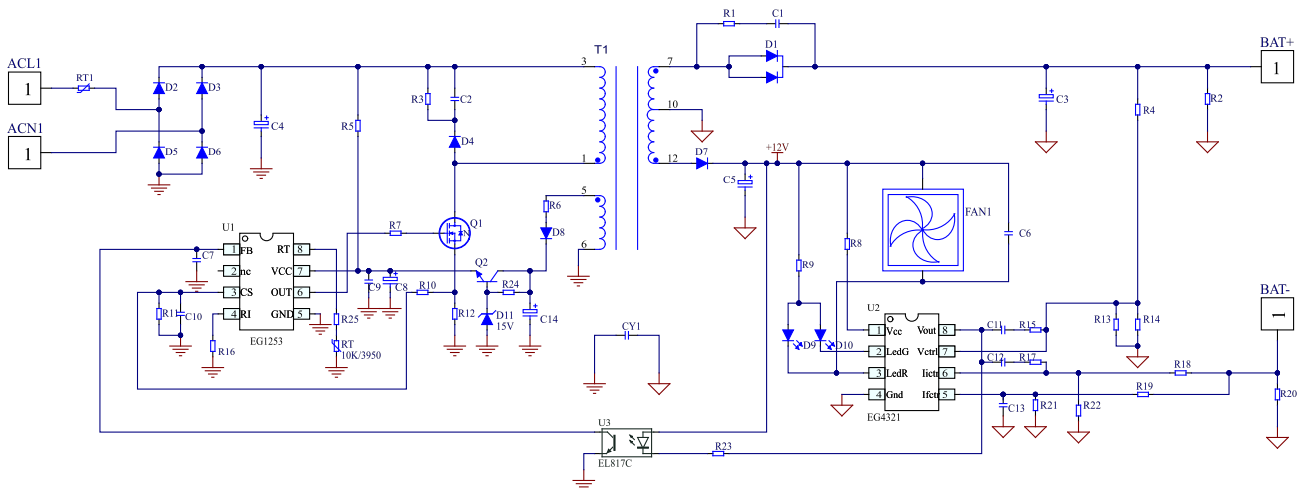 R1
C1
D1
ACL1
1
RT1
D2
D3
C4
R3
C2
R5
D4
T1
3
1
7
10
12
C3
R4
R2
BAT+
1
ACN1
1
D5
D6
D7
+12V
C5
5
6
R6
D8
R7
Q1
R8
R9
FAN1
C6
U1
1
FB
2
nc
3
CS
4
RI
RT
8
VCC
7
OUT
6
GND
5
EG1253
C7
R11
C10
R16
R25
RT
10K/3950
C9
C8
R10
R12
Q2
R24
D11
15V
C14
CY1
D9
D10
U2
1
Vcc
2
LedG
3
LedR
4
Gnd
Vout
8
Vctrl
7
Iictr
6
Ifctr
5
EG4321
C11
R15
C12
R17
R13
R14
BAT-
1
R18
R19
R20
C13
R21
R22
U3
EL817C
R23